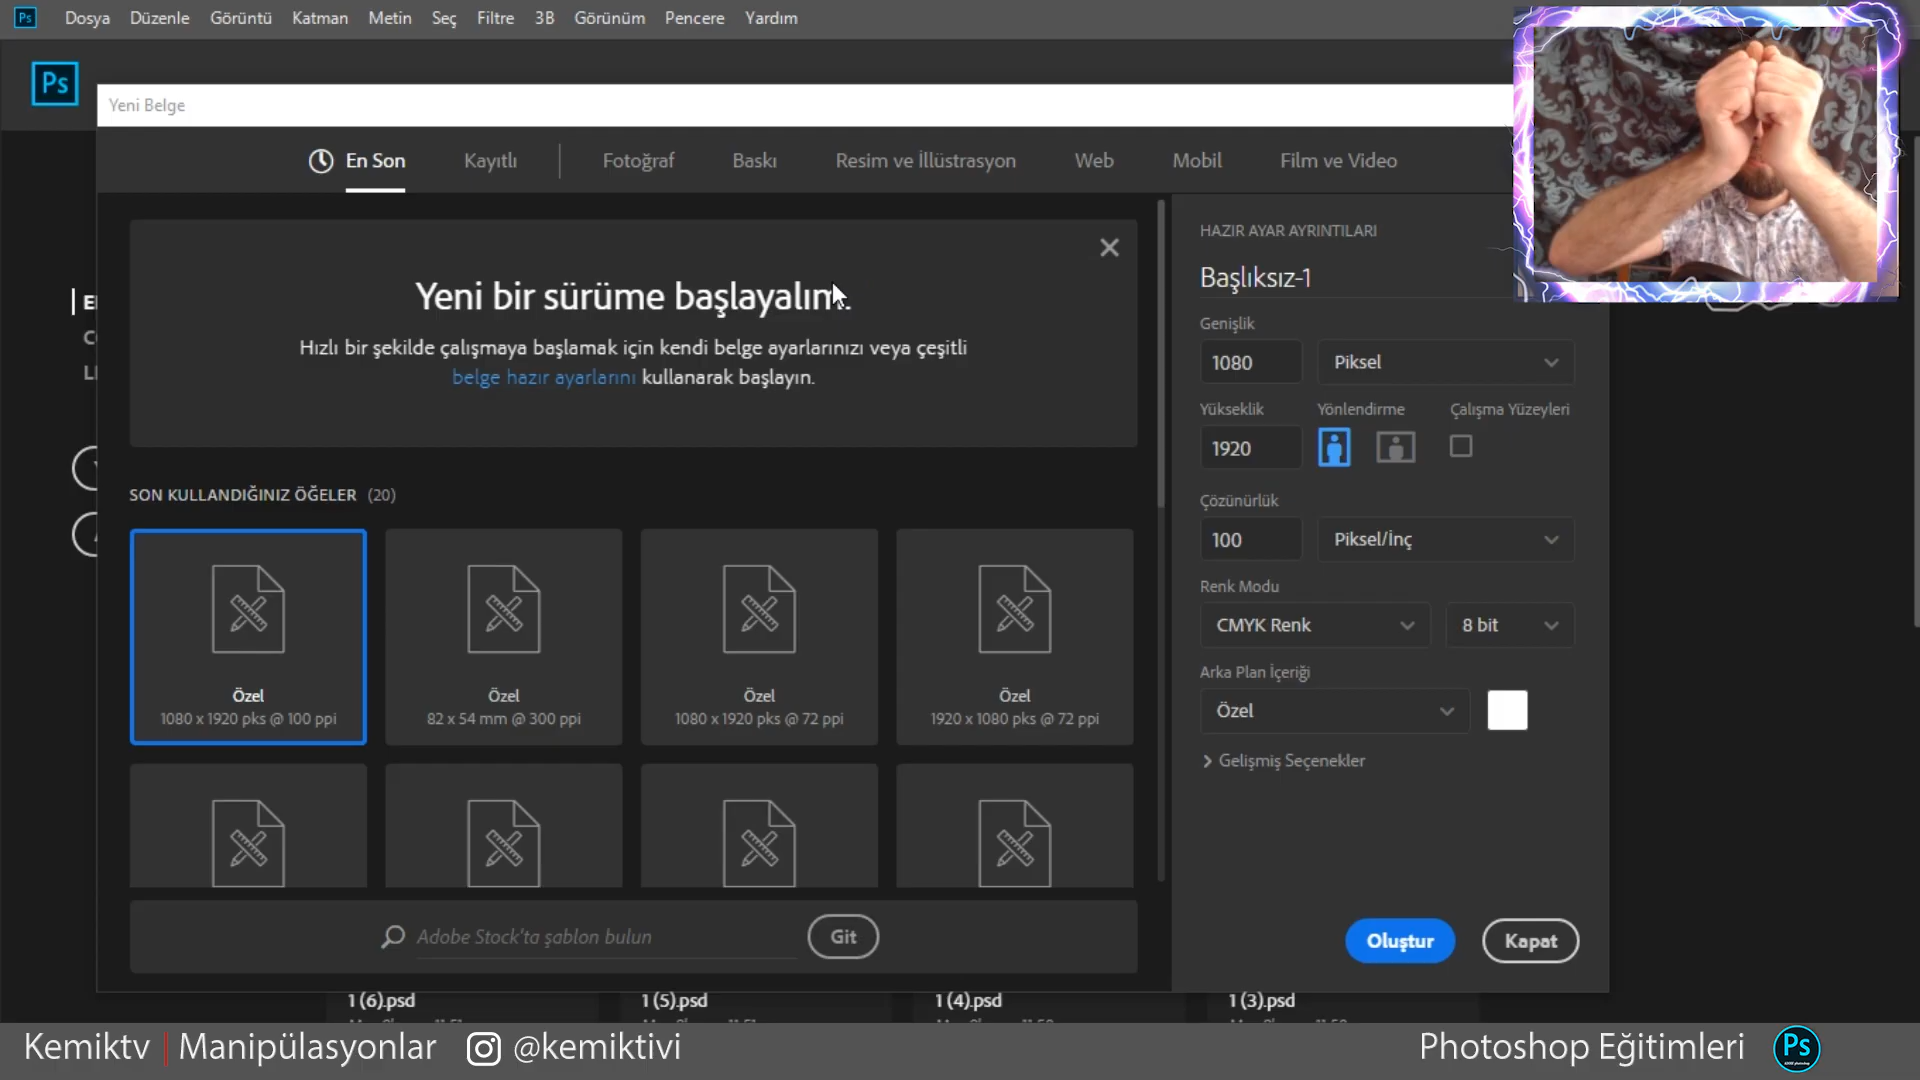 Ps Dosya Düzenle Görüntü Katman Metin Seç Filtre 3B Görünüm Pencere Yardım
Ps
Yeni Belge
En Son Kayıtlı Fotoğraf Baskı Resim ve İllüstrasyon Web Mobil Film ve Video
Yeni bir sürüme başlayalım.
Hızlı bir şekilde çalışmaya başlamak için kendi belge ayarlarınızı veya çeşitli
belge hazır ayarlarını kullanarak başlayın.
SON KULLANDIĞINIZ ÖĞELER (20)
Özel
1080 x 1920 pks @ 100 ppi
Özel
82 x 54 mm @ 300 ppi
Özel
1080 x 1920 pks @ 72 ppi
Özel
1920 x 1080 pks @ 72 ppi
Adobe Stock'ta şablon bulun
Git
HAZIR AYAR AYRINTILARI
Başlıksız-1
Genişlik
1080 Piksel
Yükseklik Yönlendirme Çalışma Yüzeyleri
1920
Çözünürlük
100 Piksel/İnç
Renk Modu
CMYK Renk 8 bit
Arka Plan İçeriği
Özel
Gelişmiş Seçenekler
Oluştur Kapat
1 (6).psd 1 (5).psd 1 (4).psd 1 (3).psd
Kemiktv | Manipülasyonlar @kemiktivi Photoshop Eğitimleri Ps